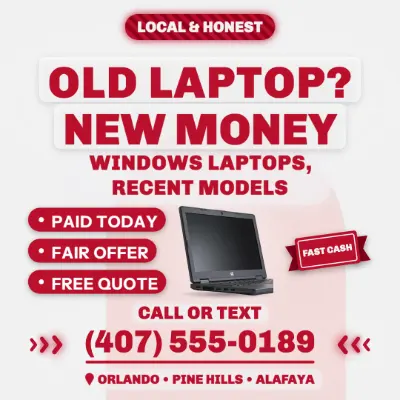 LOCAL & HONEST
OLD LAPTOP?
NEW MONEY
WINDOWS LAPTOPS,
RECENT MODELS
• PAID TODAY
• FAIR OFFER
• FREE QUOTE
FAST CASH
CALL OR TEXT
(407) 555-0189
ORLANDO • PINE HILLS • ALAFAYA